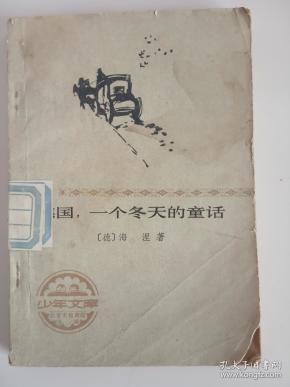 国，一个冬天的童话
〔德〕海 涅 著
少年文库
孔夫子旧书网